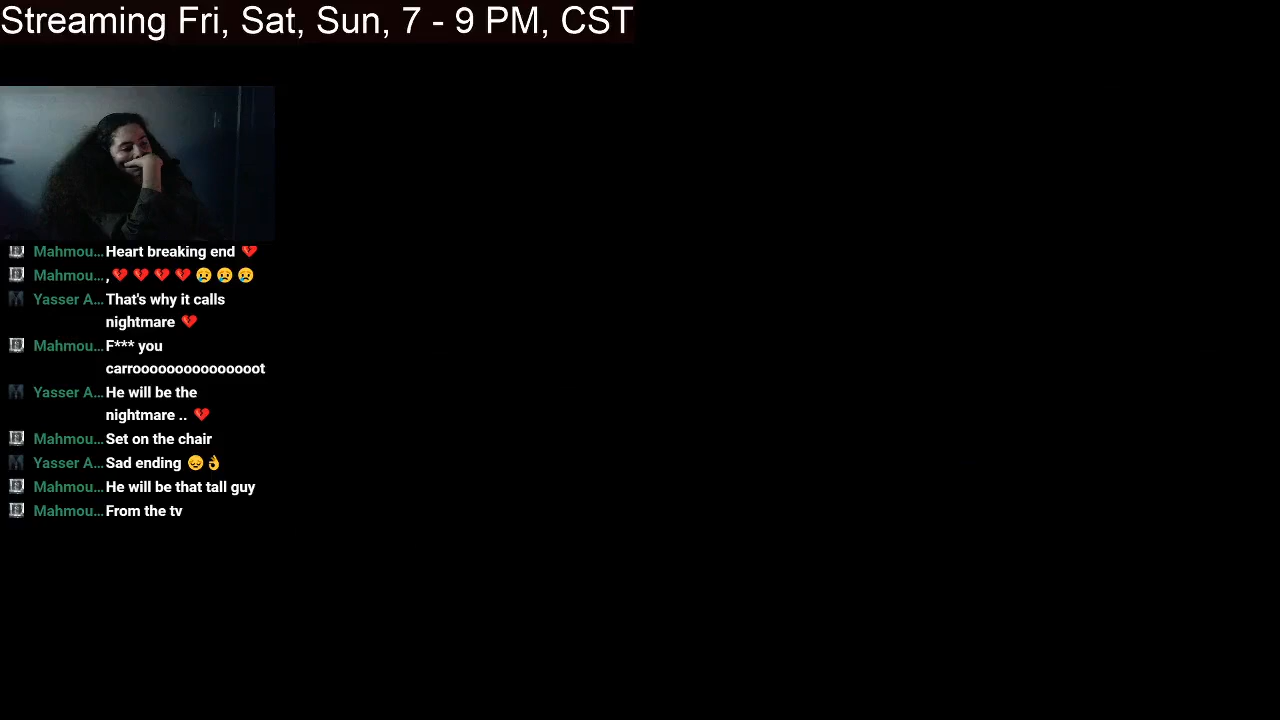 Streaming Fri, Sat, Sun, 7 - 9 PM, CST
Mahmou... Heart breaking end 💔
Mahmou... ,💔💔💔💔😢😢😢
Yasser A... That's why it calls
nightmare 💔
Mahmou... F*** you
carroooooooooooooot
Yasser A... He will be the
nightmare .. 💔
Mahmou... Set on the chair
Yasser A... Sad ending 😔👌
Mahmou... He will be that tall guy
Mahmou... From the tv